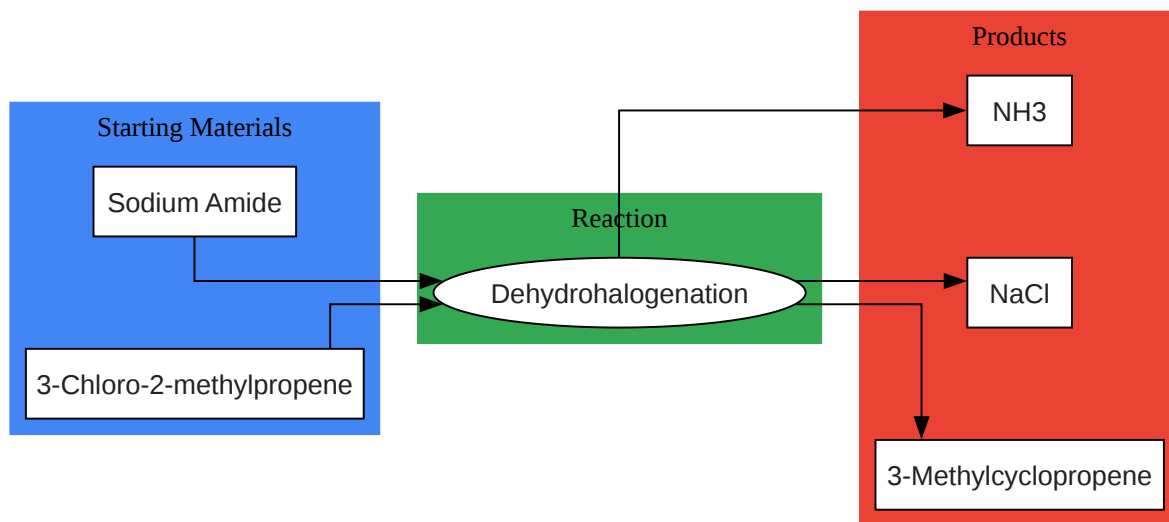 Starting Materials
Sodium Amide
3-Chloro-2-methylpropene
Reaction
Dehydrohalogenation
Products
NH3
NaCl
3-Methylcyclopropene